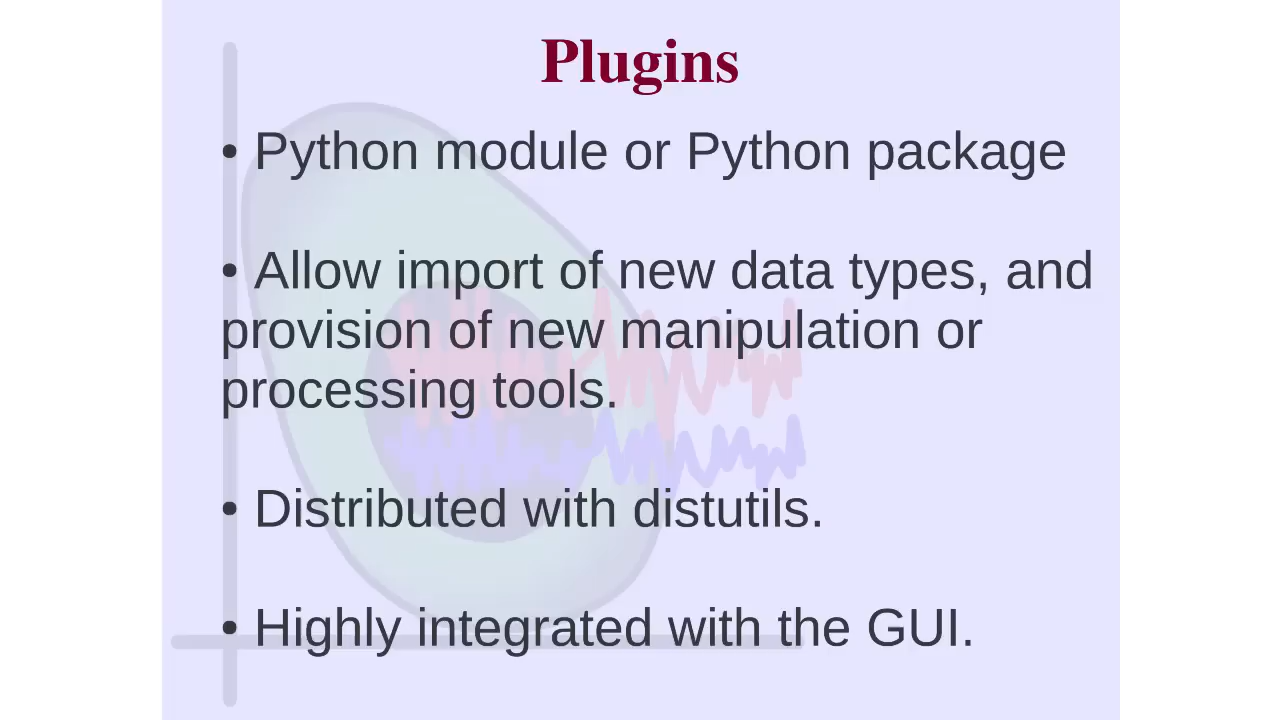 Plugins
• Python module or Python package
• Allow import of new data types, and
provision of new manipulation or
processing tools.
• Distributed with distutils.
• Highly integrated with the GUI.